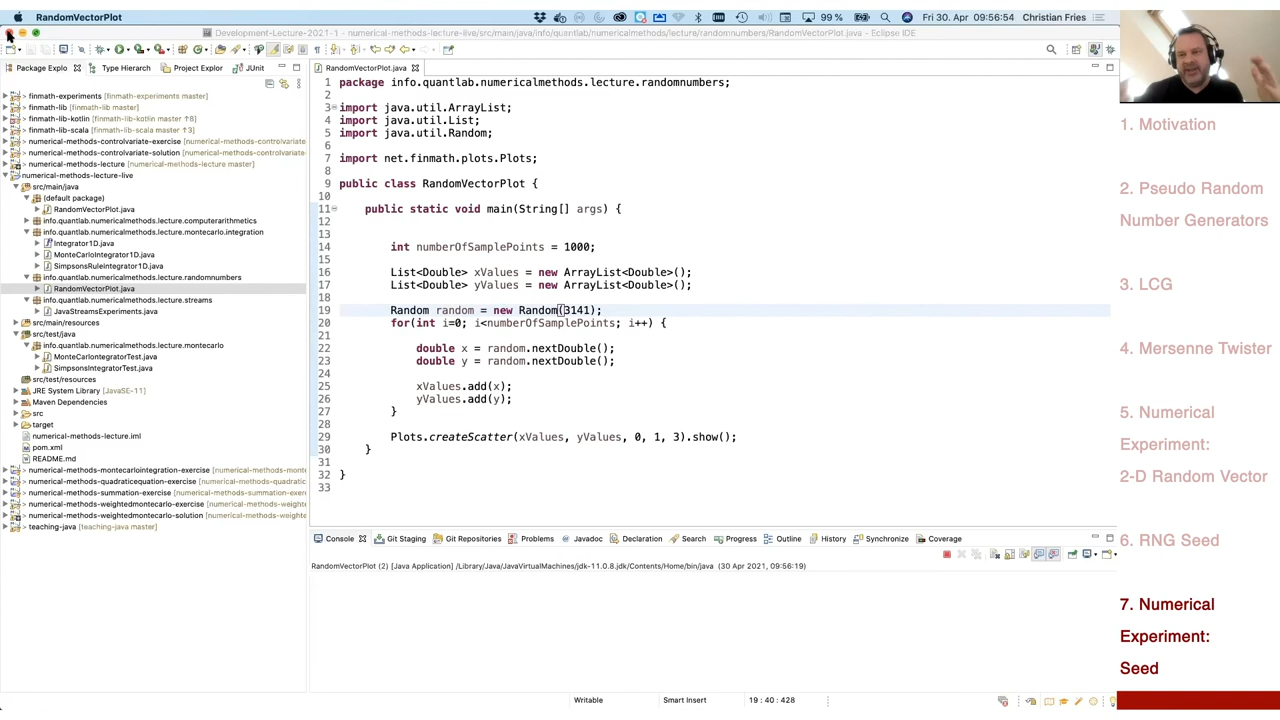 RandomVectorPlot
99 %
Fri 30. Apr 09:56:54
Christian Fries
Development-Lecture-2021-1 - numerical-methods-lecture-live/src/main/java/info/quantlab/numericalmethods/lecture/randomnumbers/RandomVectorPlot.java - Eclipse IDE
Package Explo
Type Hierarch
Project Explor
JUnit
finmath-experiments [finmath-experiments master]
finmath-lib [finmath-lib master]
finmath-lib-kotlin [finmath-lib-kotlin master ↑8]
finmath-lib-scala [finmath-lib-scala master ↑3]
numerical-methods-controlvariate-exercise [numerical-methods-controlvariate
numerical-methods-controlvariate-solution [numerical-methods-controlvariate
numerical-methods-lecture [numerical-methods-lecture master]
numerical-methods-lecture-live
src/main/java
(default package)
RandomVectorPlot.java
info.quantlab.numericalmethods.lecture.computerarithmetics
info.quantlab.numericalmethods.lecture.montecarlo.integration
Integrator1D.java
MonteCarloIntegrator1D.java
SimpsonsRuleintegrator1D.java
info.quantlab.numericalmethods.lecture.randomnumbers
RandomVectorPlot.java
info.quantlab.numericalmethods.lecture.streams
JavaStreamsExperiments.java
src/main/resources
src/test/java
info.quantlab.numericalmethods.lecture.montecarlo
MonteCarlontegratorTest.java
SimpsonsIntegratorTest.java
src/test/resources
JRE System Library [JavaSE-11]
Maven Dependencies
src
target
numerical-methods-lecture.iml
pom.xml
README.md
numerical-methods-montecarlointegration-exercise [numerical-methods-monte
numerical-methods-quadraticequation-exercise [numerical-methods-quadratic
numerical-methods-summation-exercise [numerical-methods-summation-exer
numerical-methods-weightedmontecarlo-exercise [numerical-methods-weighte
numerical-methods-weightedmontecarlo-solution [numerical-methods-weighte
teaching-java [teaching-java master]
RandomVectorPlot.java
1 package info.quantlab.numericalmethods.lecture.randomnumbers;
2
3 import java.util.ArrayList;
4 import java.util.List;
5 import java.util.Random;
6
7 import net.finmath.plots.Plots;
8
9 public class RandomVectorPlot {
10
11 public static void main(String[] args) {
12
13
14 int numberOfSamplePoints = 1000;
15
16 List<Double> xValues = new ArrayList<Double>();
17 List<Double> yValues = new ArrayList<Double>();
18
19 Random random = new Random(3141);
20 for(int i=0; i<numberOfSamplePoints; i++) {
21
22 double x = random.nextDouble();
23 double y = random.nextDouble();
24
25 xValues.add(x);
26 yValues.add(y);
27 }
28
29 Plots.createScatter(xValues, yValues, 0, 1, 3).show();
30 }
31
32 }
33
Console
Git Staging
Git Repositories
Problems
Javadoc
Declaration
Search
Progress
Outline
History
Synchronize
Coverage
RandomVectorPlot (2) [Java Application] /Library/Java/JavaVirtualMachines/jdk-11.0.8.jdk/Contents/Home/bin/java (30 Apr 2021, 09:56:19)
Writable
Smart Insert
19 : 40 : 428
1. Motivation
2. Pseudo Random
Number Generators
3. LCG
4. Mersenne Twister
5. Numerical
Experiment:
2-D Random Vector
6. RNG Seed
7. Numerical
Experiment:
Seed